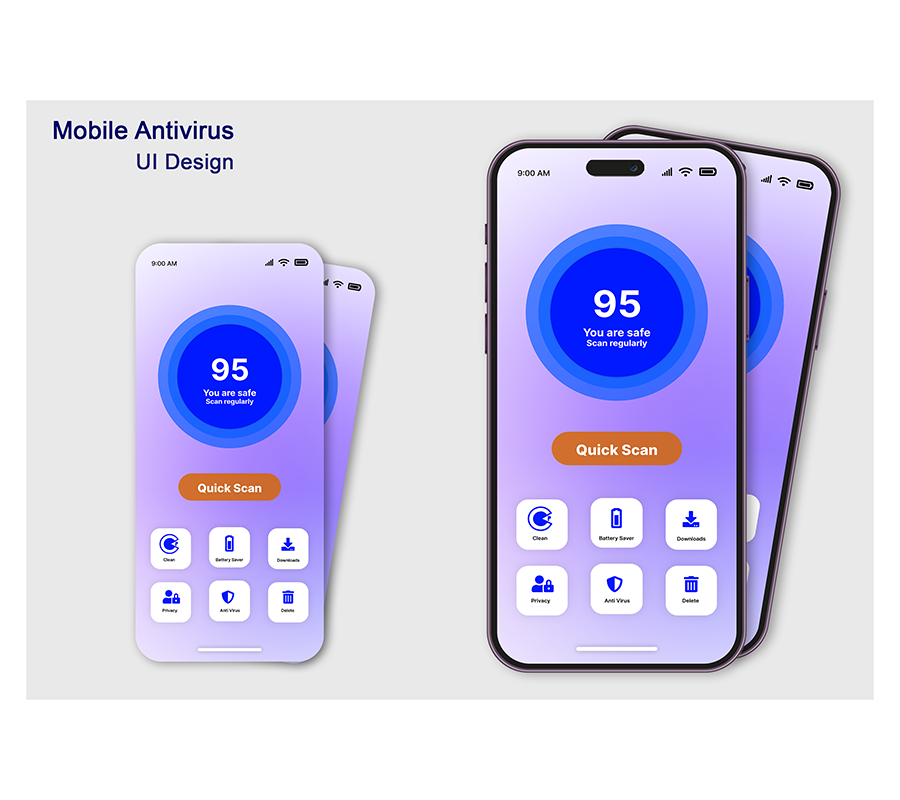 Mobile Antivirus
UI Design
9:00 AM
95
You are safe
Scan regularly
Quick Scan
Clean
Battery Saver
Downloads
Privacy
Anti Virus
Delete
9:00 AM
95
You are safe
Scan regularly
Quick Scan
Clean
Battery Saver
Downloads
Privacy
Anti Virus
Delete